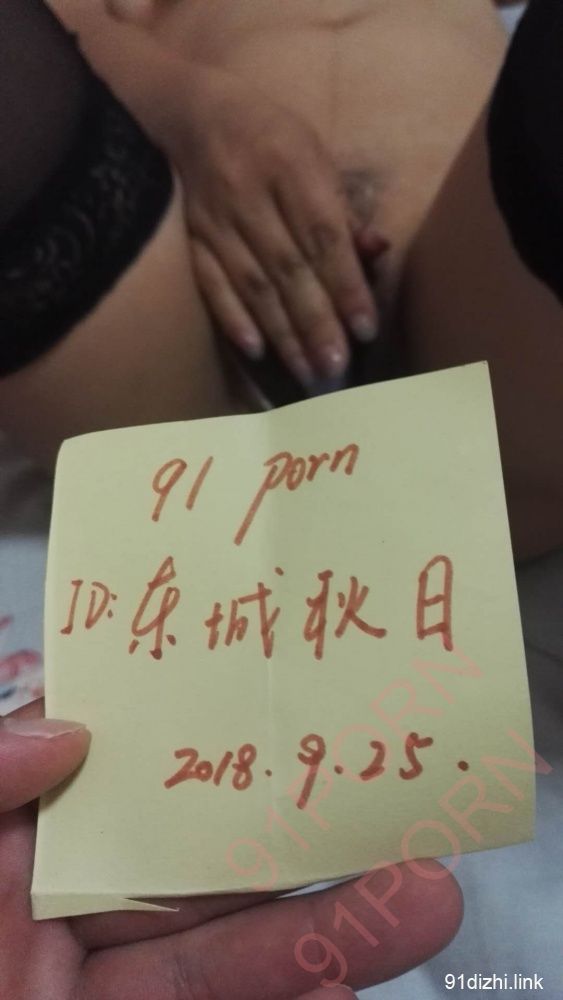 91 porn
ID: 东城秋日
2018.9.25.
91PORN
91PORN
91dizhi.link